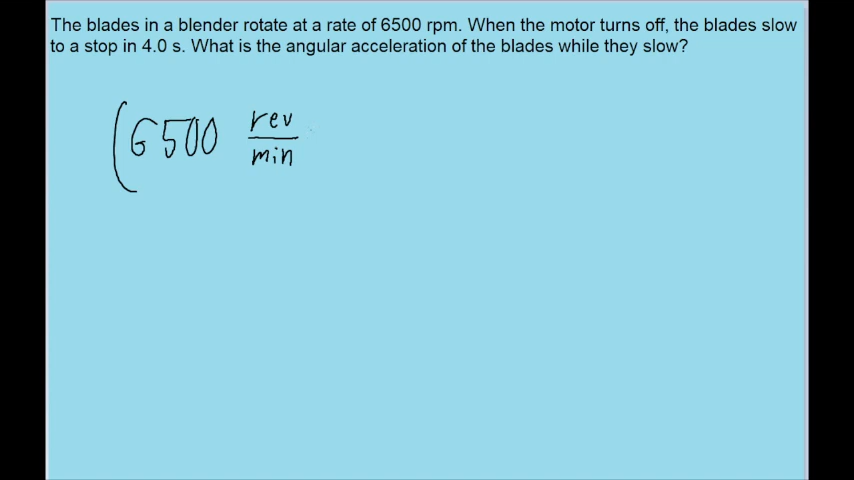 The blades in a blender rotate at a rate of 6500 rpm. When the motor turns off, the blades slow
to a stop in 4.0 s. What is the angular acceleration of the blades while they slow?
(6500 rev
min